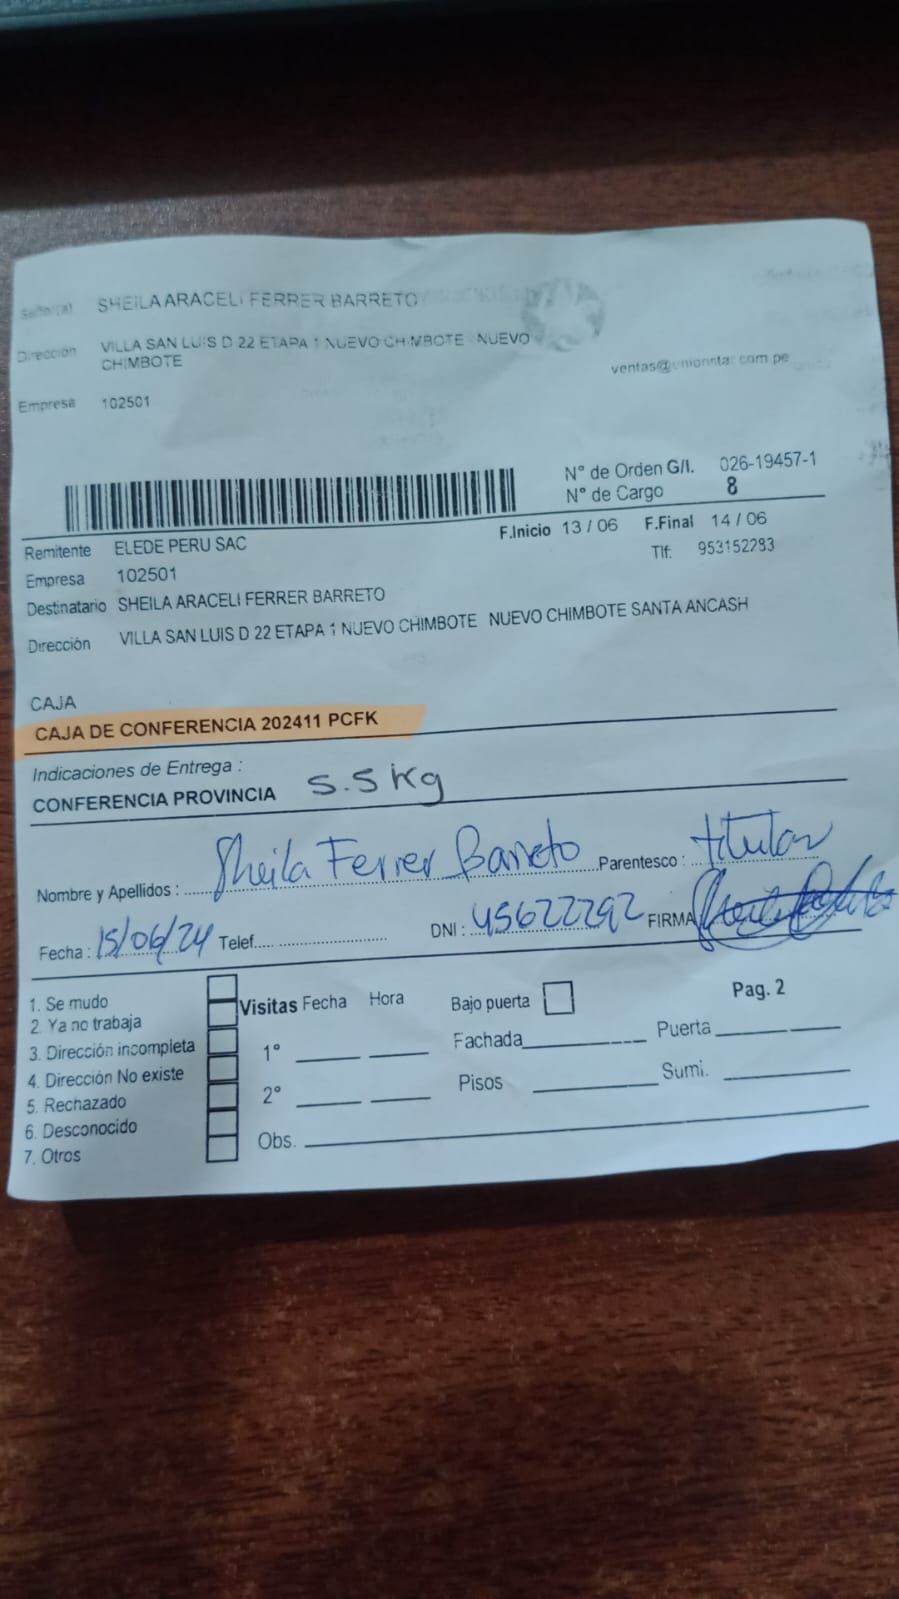 Señor(a) SHEILA ARACELI FERRER BARRETO
Dirección VILLA SAN LUIS D 22 ETAPA 1 NUEVO CHIMBOTE NUEVO
CHIMBOTE
ventas@unionstar.com.pe
Empresa 102501
N° de Orden G/I. 026-19457-1
N° de Cargo 8
F.Inicio 13 / 06 F.Final 14 / 06
Remitente ELEDE PERU SAC
Tlf: 953152283
Empresa 102501
Destinatario SHEILA ARACELI FERRER BARRETO
Dirección VILLA SAN LUIS D 22 ETAPA 1 NUEVO CHIMBOTE NUEVO CHIMBOTE SANTA ANCASH
CAJA
CAJA DE CONFERENCIA 202411 PCFK
Indicaciones de Entrega :
CONFERENCIA PROVINCIA 5.5 Kg
Nombre y Apellidos : Sheila Ferrer Barreto Parentesco : titular
Fecha : 15/06/24 Telef. DNI : 45622292 FIRMA
1. Se mudo
2. Ya no trabaja
3. Dirección incompleta
4. Dirección No existe
5. Rechazado
6. Desconocido
7. Otros
Visitas Fecha Hora
1°
2°
Obs.
Bajo puerta
Pag. 2
Fachada Puerta
Pisos Sumi.